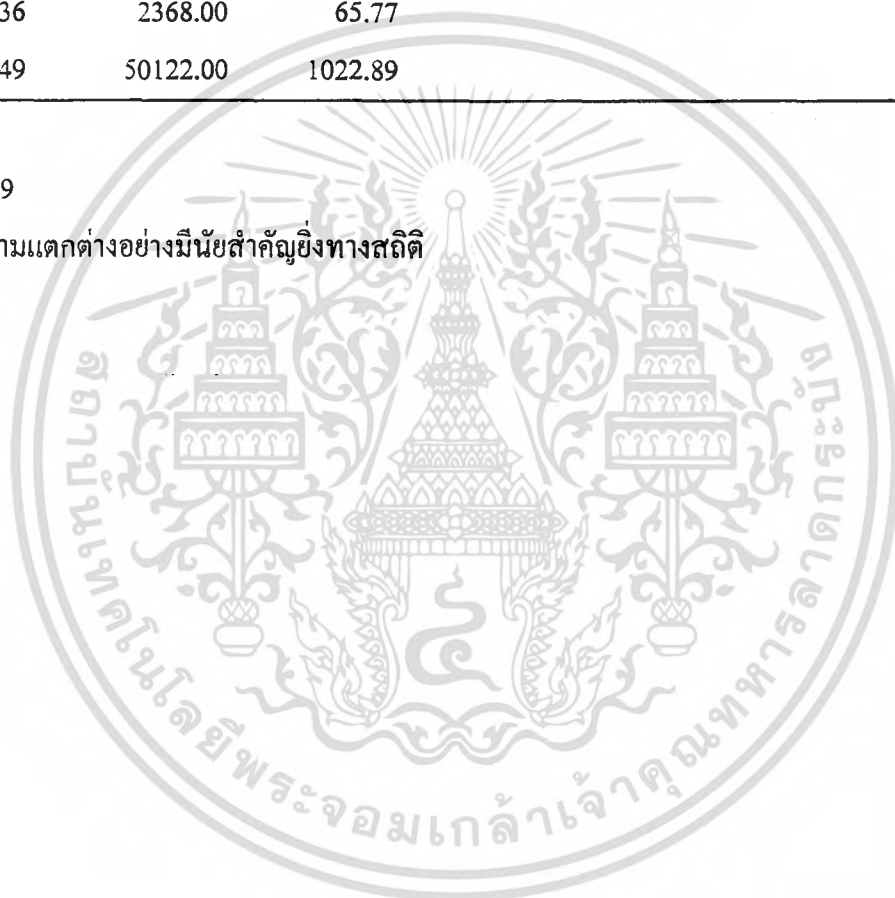 36 2368.00 65.77
49 50122.00 1022.89
9
ามแตกต่างอย่างมีนัยสำคัญยิ่งทางสถิติ
สถาบันเทคโนโลยีพระจอมเกล้าเจ้าคุณทหารลาดกระบัง